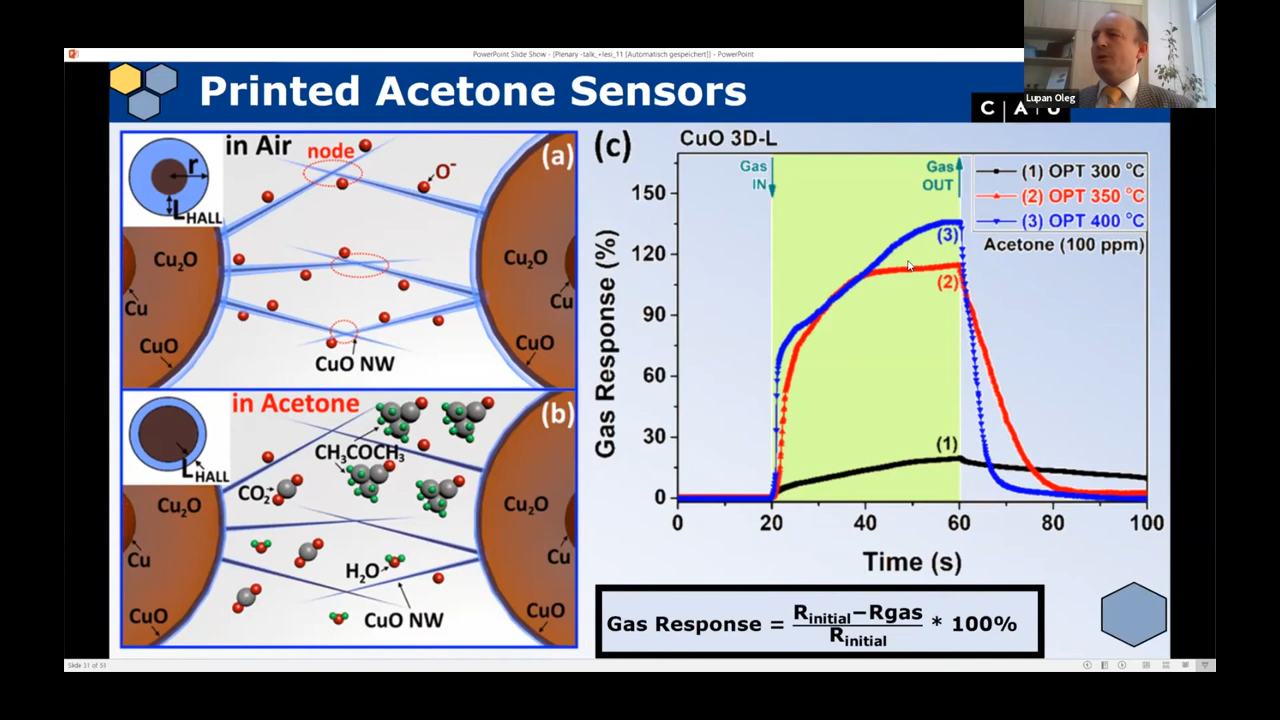 PowerPoint Slide Show - [Plenary -talk_+Iesi_11 [Automatisch gespeichert]] - PowerPoint
Lupan Oleg
Printed Acetone Sensors
C | A | U
in Air
(a)
node
r
O⁻
L_HALL
Cu₂O
Cu₂O
Cu
Cu
CuO
CuO
CuO NW
in Acetone
(b)
CH₃COCH₃
L_HALL
CO₂
Cu₂O
Cu₂O
Cu
Cu
H₂O
CuO
CuO
CuO NW
(c)
CuO 3D-L
Gas IN
Gas OUT
(1) OPT 300 °C
(2) OPT 350 °C
(3) OPT 400 °C
Acetone (100 ppm)
Gas Response (%)
150
120
90
60
30
0
(3)
(2)
(1)
0 20 40 60 80 100
Time (s)
Gas Response = (R_initial−Rgas)/R_initial * 100%
Slide 31 of 53